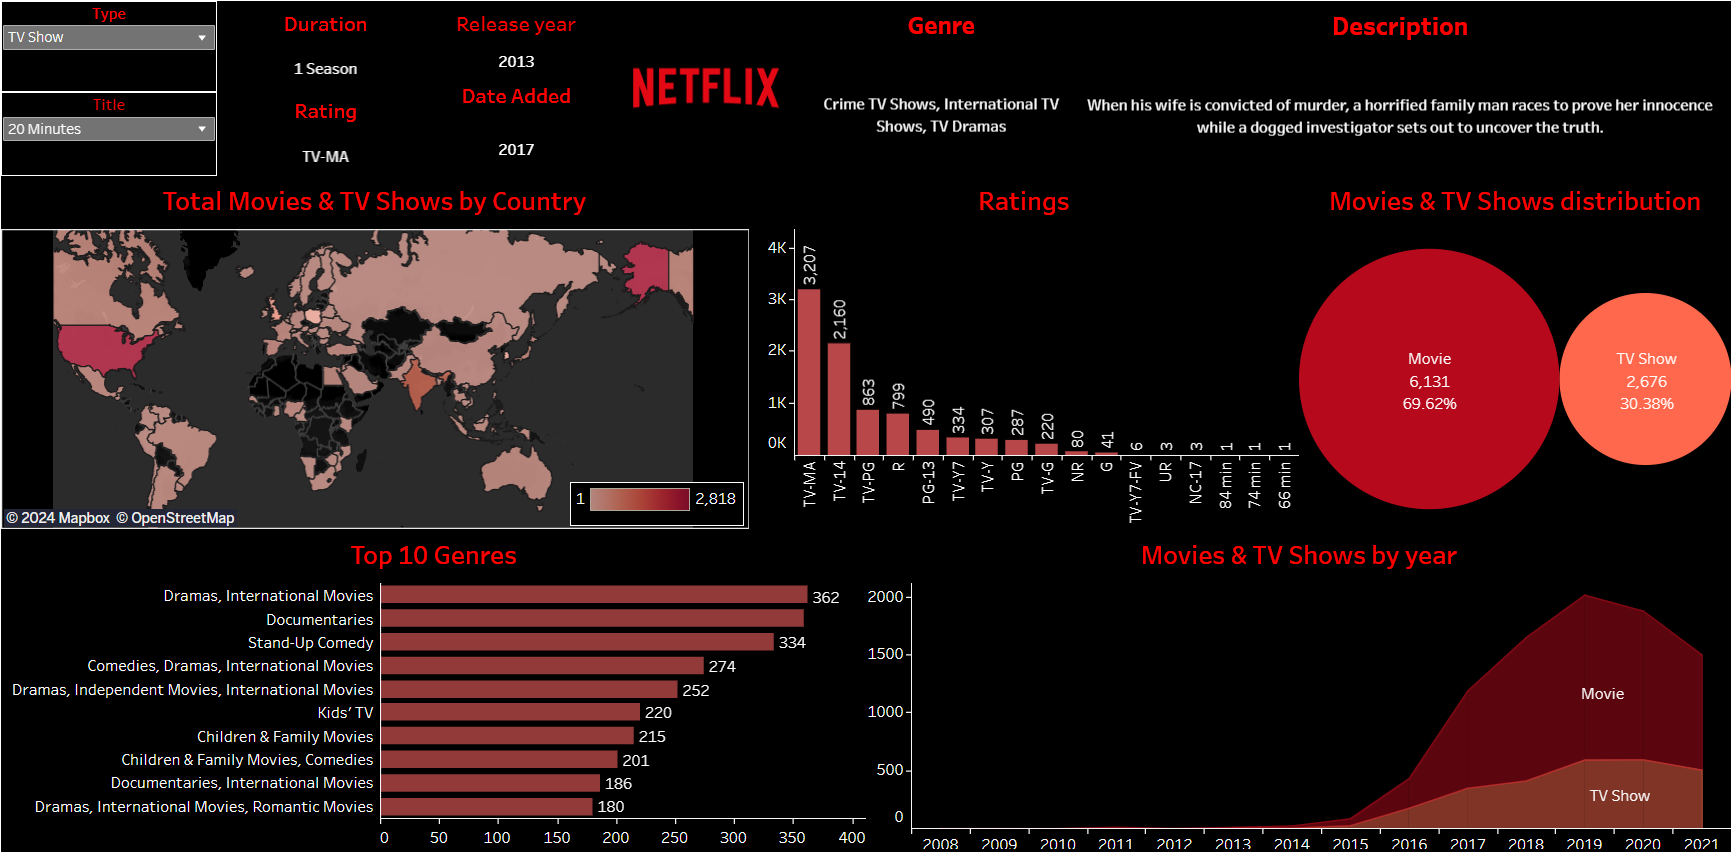 Type
TV Show
Title
20 Minutes
Duration
1 Season
Rating
TV-MA
Release year
2013
Date Added
2017
NETFLIX
Genre
Crime TV Shows, International TV
Shows, TV Dramas
Description
When his wife is convicted of murder, a horrified family man races to prove her innocence
while a dogged investigator sets out to uncover the truth.
Total Movies & TV Shows by Country
1 2,818
© 2024 Mapbox © OpenStreetMap
Ratings
4K
3K
2K
1K
0K
3,207
2,160
863
799
490
334
307
287
220
80
41
6
3
3
1
1
1
TV-MA
TV-14
TV-PG
R
PG-13
TV-Y7
TV-Y
PG
TV-G
NR
G
TV-Y7-FV
UR
NC-17
84 min
74 min
66 min
Movies & TV Shows distribution
Movie
6,131
69.62%
TV Show
2,676
30.38%
Top 10 Genres
Dramas, International Movies 362
Documentaries
Stand-Up Comedy 334
Comedies, Dramas, International Movies 274
Dramas, Independent Movies, International Movies 252
Kids' TV 220
Children & Family Movies 215
Children & Family Movies, Comedies 201
Documentaries, International Movies 186
Dramas, International Movies, Romantic Movies 180
0 50 100 150 200 250 300 350 400
Movies & TV Shows by year
2000
1500
1000
500
0
Movie
TV Show
2008 2009 2010 2011 2012 2013 2014 2015 2016 2017 2018 2019 2020 2021